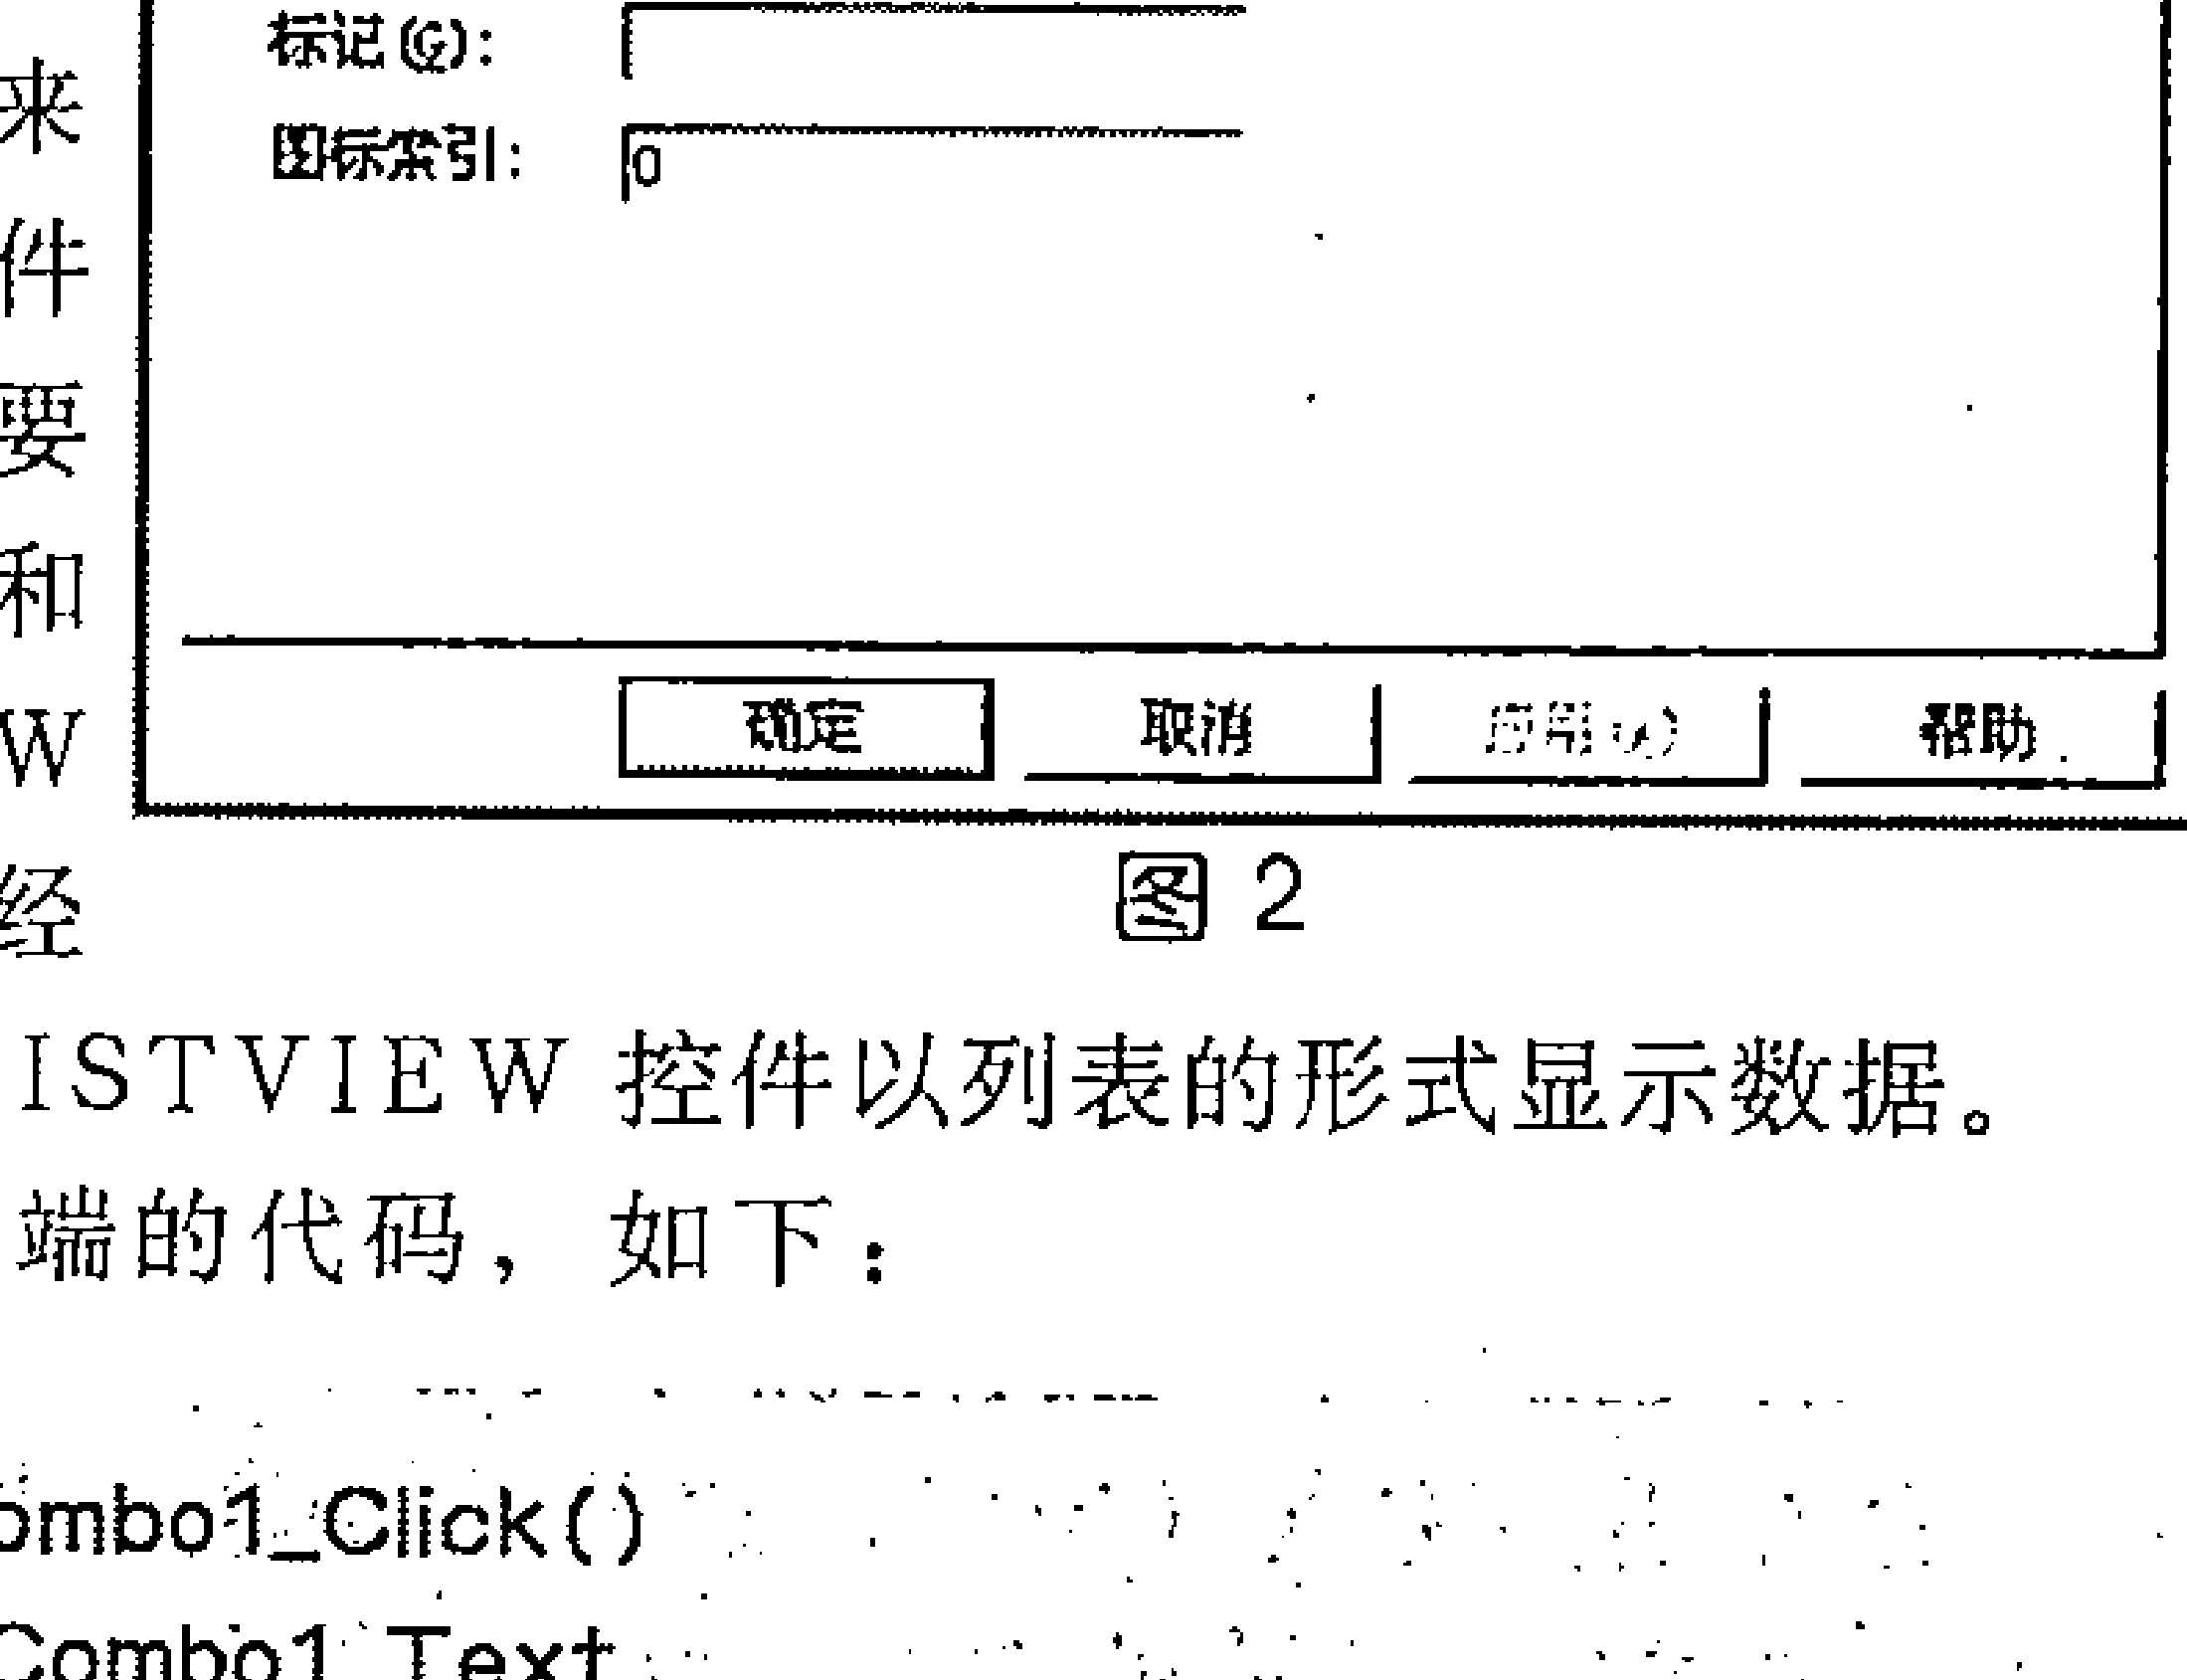 标记(G):
图标索引: 0
来
件
要
和
W
确定 取消 应用(A) 帮助
经
图 2
ISTVIEW 控件以列表的形式显示数据。
端的代码，如下：
ombo1_Click()
Combo1 Text